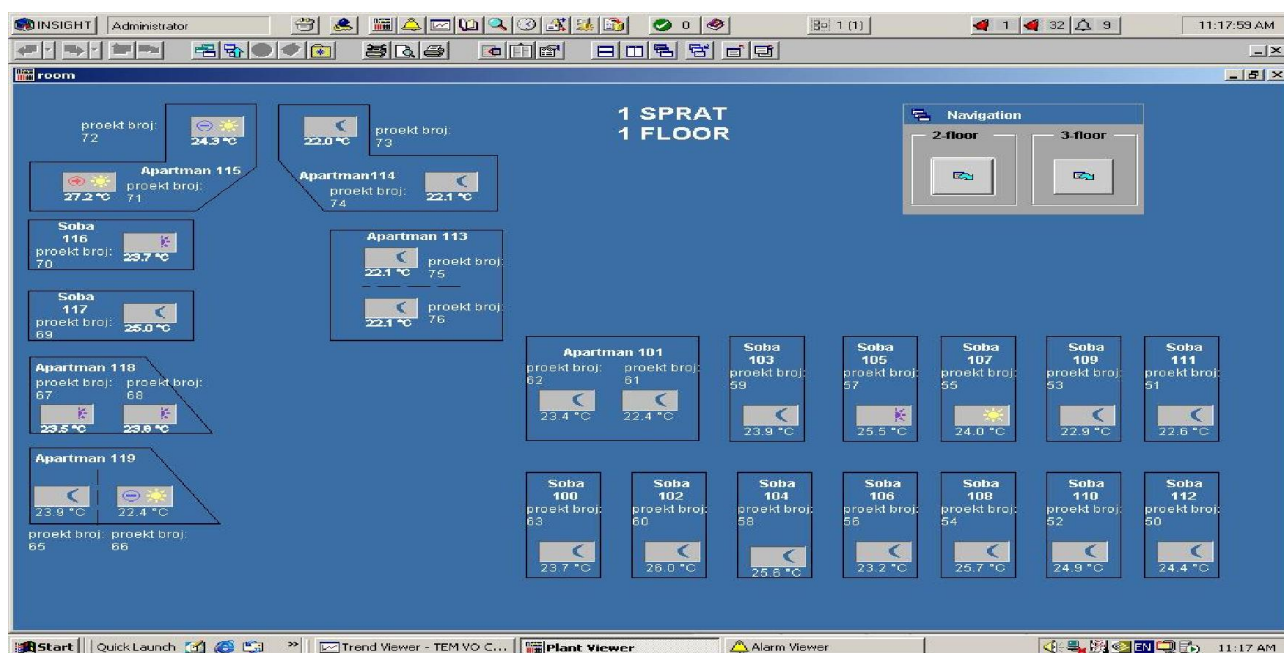 INSIGHT Administrator 0 1 (1) 1 32 9 11:17:59 AM
room
1 SPRAT
1 FLOOR
Navigation
2-floor 3-floor
proekt broj:
72
24.3 °C
22.0 °C
proekt broj:
73
Apartman 115
proekt broj:
71
27.2 °C
Apartman114
proekt broj:
74
22.1 °C
Soba
116
proekt broj:
70
23.7 °C
Apartman 113
22.1 °C
proekt broj:
75
22.1 °C
proekt broj:
76
Soba
117
proekt broj:
69
25.0 °C
Apartman 118
proekt broj: proekt broj:
67 68
23.5 °C 23.8 °C
Apartman 119
23.9 °C 22.4 °C
proekt broj: proekt broj:
65 66
Apartman 101
proekt broj: proekt broj:
62 61
23.4 °C 22.4 °C
Soba
103
proekt broj:
59
23.9 °C
Soba
105
proekt broj:
57
25.5 °C
Soba
107
proekt broj:
55
24.0 °C
Soba
109
proekt broj:
53
22.9 °C
Soba
111
proekt broj:
51
22.6 °C
Soba
100
proekt broj:
63
23.7 °C
Soba
102
proekt broj:
60
26.0 °C
Soba
104
proekt broj:
58
25.6 °C
Soba
106
proekt broj:
56
23.2 °C
Soba
108
proekt broj:
54
25.7 °C
Soba
110
proekt broj:
52
24.9 °C
Soba
112
proekt broj:
50
24.4 °C
Start Quick Launch » Trend Viewer - TEM VO C... Plant Viewer Alarm Viewer EN 11:17 AM